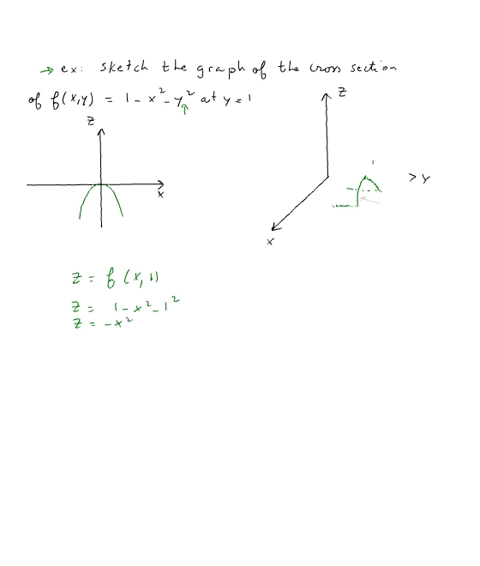 → ex: sketch the graph of the cross section
of f(x,y) = 1 - x² - y² at y = 1
z
x
z
> y
x
z = f(x, 1)
z = 1 - x² - 1²
z = -x²